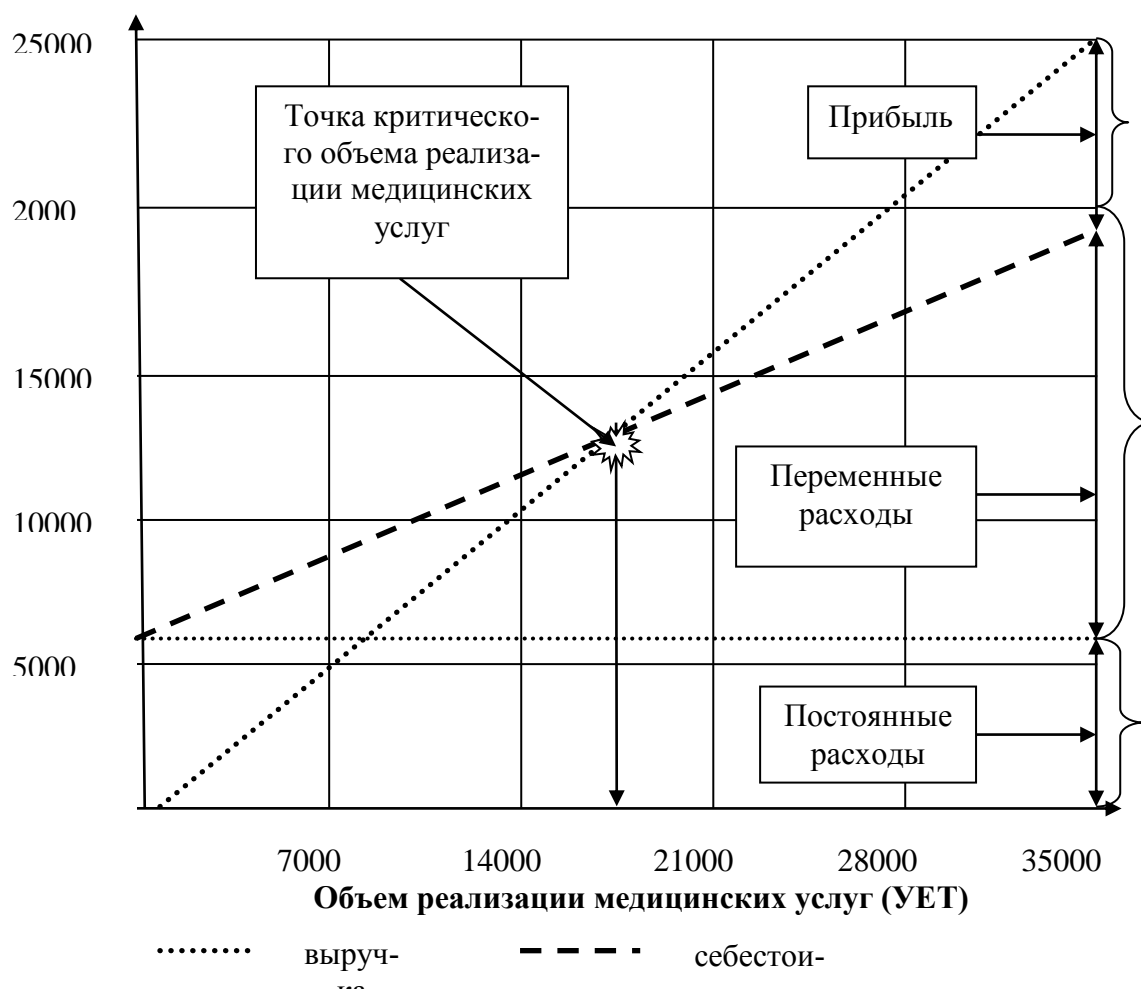 25000
Точка критическо-
го объема реализа-
ции медицинских
услуг
Прибыль
2000
15000
Переменные
расходы
10000
5000
Постоянные
расходы
7000 14000 21000 28000 35000
Объем реализации медицинских услуг (УЕТ)
выруч-
себестои-